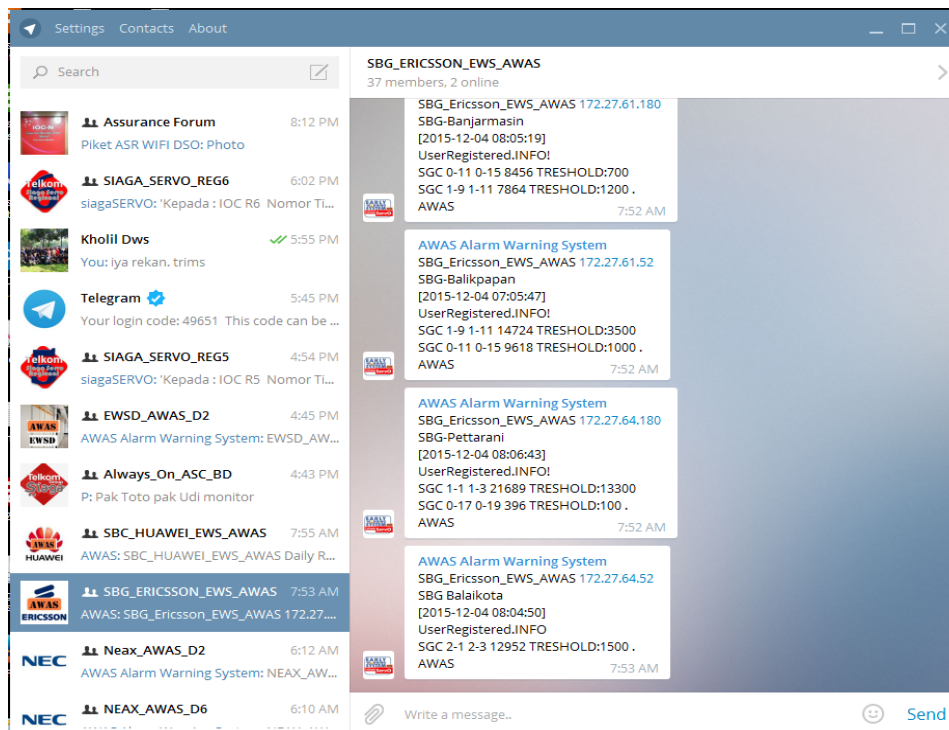 Settings Contacts About
Search
Assurance Forum 8:12 PM
Piket ASR WIFI DSO: Photo
SIAGA_SERVO_REG6 6:02 PM
siagaSERVO: 'Kepada : IOC R6 Nomor Ti...
Kholil Dws 5:55 PM
You: iya rekan. trims
Telegram 5:45 PM
Your login code: 49651 This code can be ...
SIAGA_SERVO_REG5 4:54 PM
siagaSERVO: 'Kepada : IOC R5 Nomor Ti...
AWAS
EWSD
EWSD_AWAS_D2 4:45 PM
AWAS Alarm Warning System: EWSD_AW...
Telkom
Siaga
Always_On_ASC_BD 4:43 PM
P: Pak Toto pak Udi monitor
AWAS
HUAWEI
SBC_HUAWEI_EWS_AWAS 7:55 AM
AWAS: SBC_HUAWEI_EWS_AWAS Daily R...
AWAS
ERICSSON
SBG_ERICSSON_EWS_AWAS 7:53 AM
AWAS: SBG_Ericsson_EWS_AWAS 172.27....
NEC
Neax_AWAS_D2 6:12 AM
AWAS Alarm Warning System: NEAX_AW...
NEC
NEAX_AWAS_D6 6:10 AM
SBG_ERICSSON_EWS_AWAS
37 members, 2 online
SBG_Ericsson_EWS_AWAS 172.27.61.180
SBG-Banjarmasin
[2015-12-04 08:05:19]
UserRegistered.INFO!
SGC 0-11 0-15 8456 TRESHOLD:700
SGC 1-9 1-11 7864 TRESHOLD:1200 .
AWAS
7:52 AM
AWAS Alarm Warning System
SBG_Ericsson_EWS_AWAS 172.27.61.52
SBG-Balikpapan
[2015-12-04 07:05:47]
SGC 1-9 1-11 14724 TRESHOLD:3500
SGC 0-11 0-15 9618 TRESHOLD:1000 .
AWAS
7:52 AM
AWAS Alarm Warning System
SBG_Ericsson_EWS_AWAS 172.27.64.180
SBG-Pettarani
[2015-12-04 08:06:43]
UserRegistered.INFO!
SGC 1-1 1-3 21689 TRESHOLD:13300
SGC 0-17 0-19 396 TRESHOLD:100 .
AWAS
7:52 AM
AWAS Alarm Warning System
SBG_Ericsson_EWS_AWAS 172.27.64.52
SBG Balaikota
[2015-12-04 08:04:50]
UserRegistered.INFO
SGC 2-1 2-3 12952 TRESHOLD:1500 .
AWAS
7:53 AM
Write a message..
Send